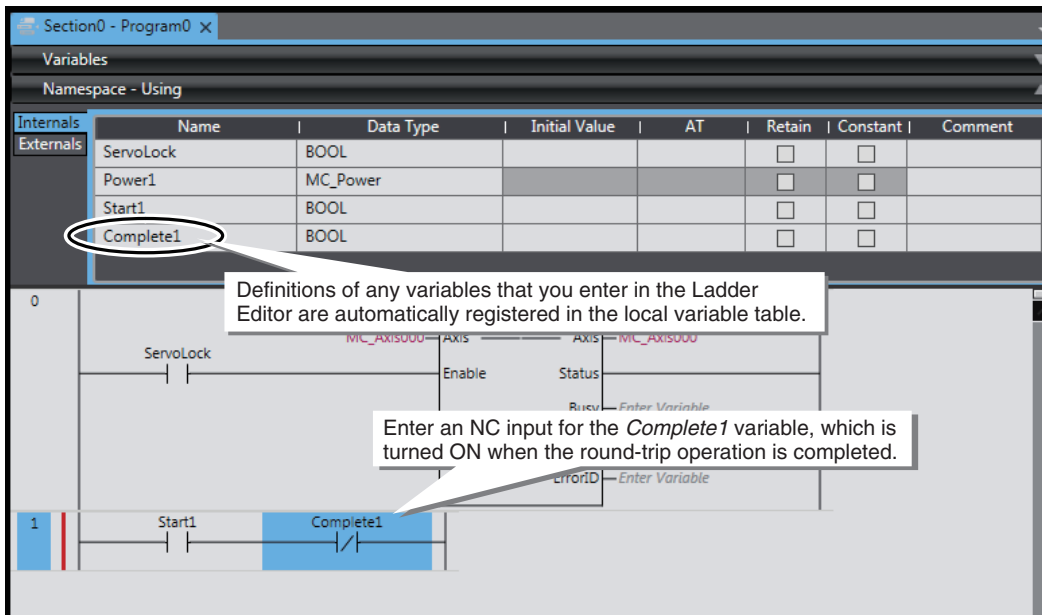 Section0 - Program0 X
Variables
Namespace - Using
Internals
Externals
Name | Data Type | Initial Value | AT | Retain | Constant | Comment
ServoLock BOOL
Power1 MC_Power
Start1 BOOL
Complete1 BOOL
Definitions of any variables that you enter in the Ladder
Editor are automatically registered in the local variable table.
0
MC_Axis000 Axis Axis MC_Axis000
ServoLock
Enable Status
Busy Enter Variable
Enter an NC input for the Complete1 variable, which is
turned ON when the round-trip operation is completed.
ErrorID Enter Variable
1 Start1 Complete1